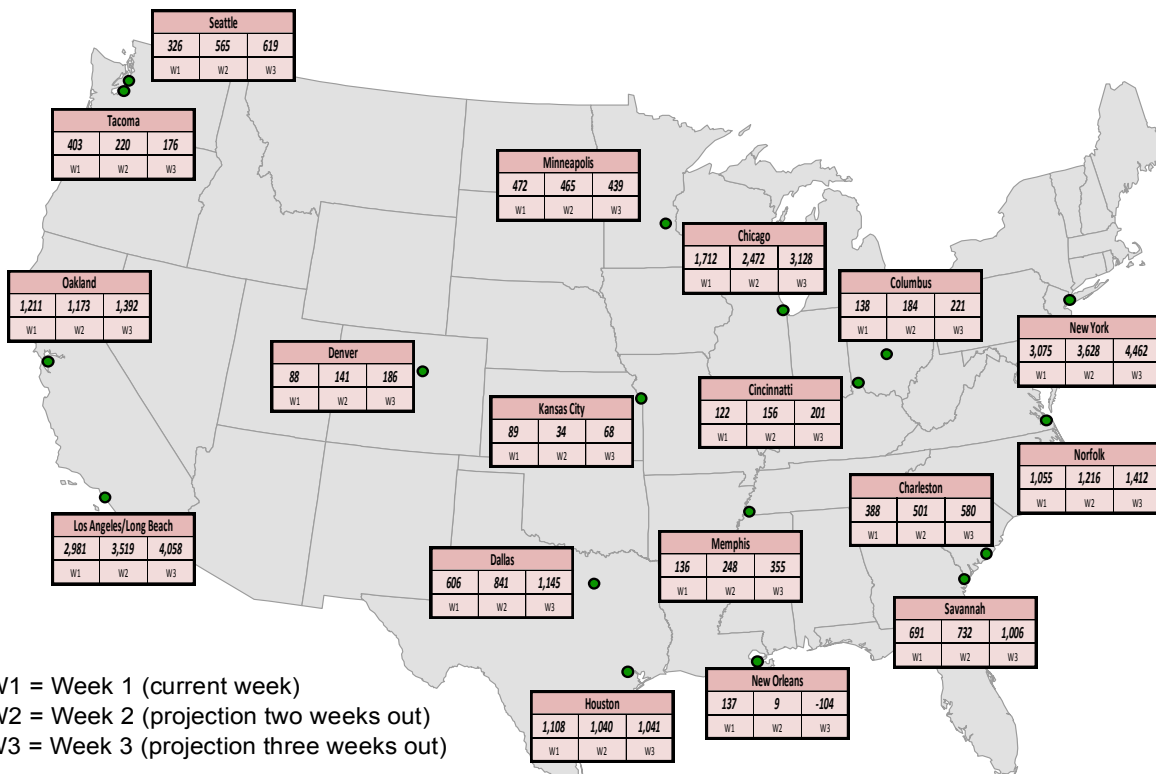 Seattle
326 565 619
W1 W2 W3
Tacoma
403 220 176
W1 W2 W3
Minneapolis
472 465 439
W1 W2 W3
Chicago
1,712 2,472 3,128
W1 W2 W3
Oakland
1,211 1,173 1,392
W1 W2 W3
Columbus
138 184 221
W1 W2 W3
New York
3,075 3,628 4,462
W1 W2 W3
Denver
88 141 186
W1 W2 W3
Cincinnatti
122 156 201
W1 W2 W3
Kansas City
89 34 68
W1 W2 W3
Norfolk
1,055 1,216 1,412
W1 W2 W3
Charleston
388 501 580
W1 W2 W3
Los Angeles/Long Beach
2,981 3,519 4,058
W1 W2 W3
Memphis
136 248 355
W1 W2 W3
Dallas
606 841 1,145
W1 W2 W3
Savannah
691 732 1,006
W1 W2 W3
New Orleans
137 9 -104
W1 W2 W3
Houston
1,108 1,040 1,041
W1 W2 W3
W1 = Week 1 (current week)
W2 = Week 2 (projection two weeks out)
W3 = Week 3 (projection three weeks out)